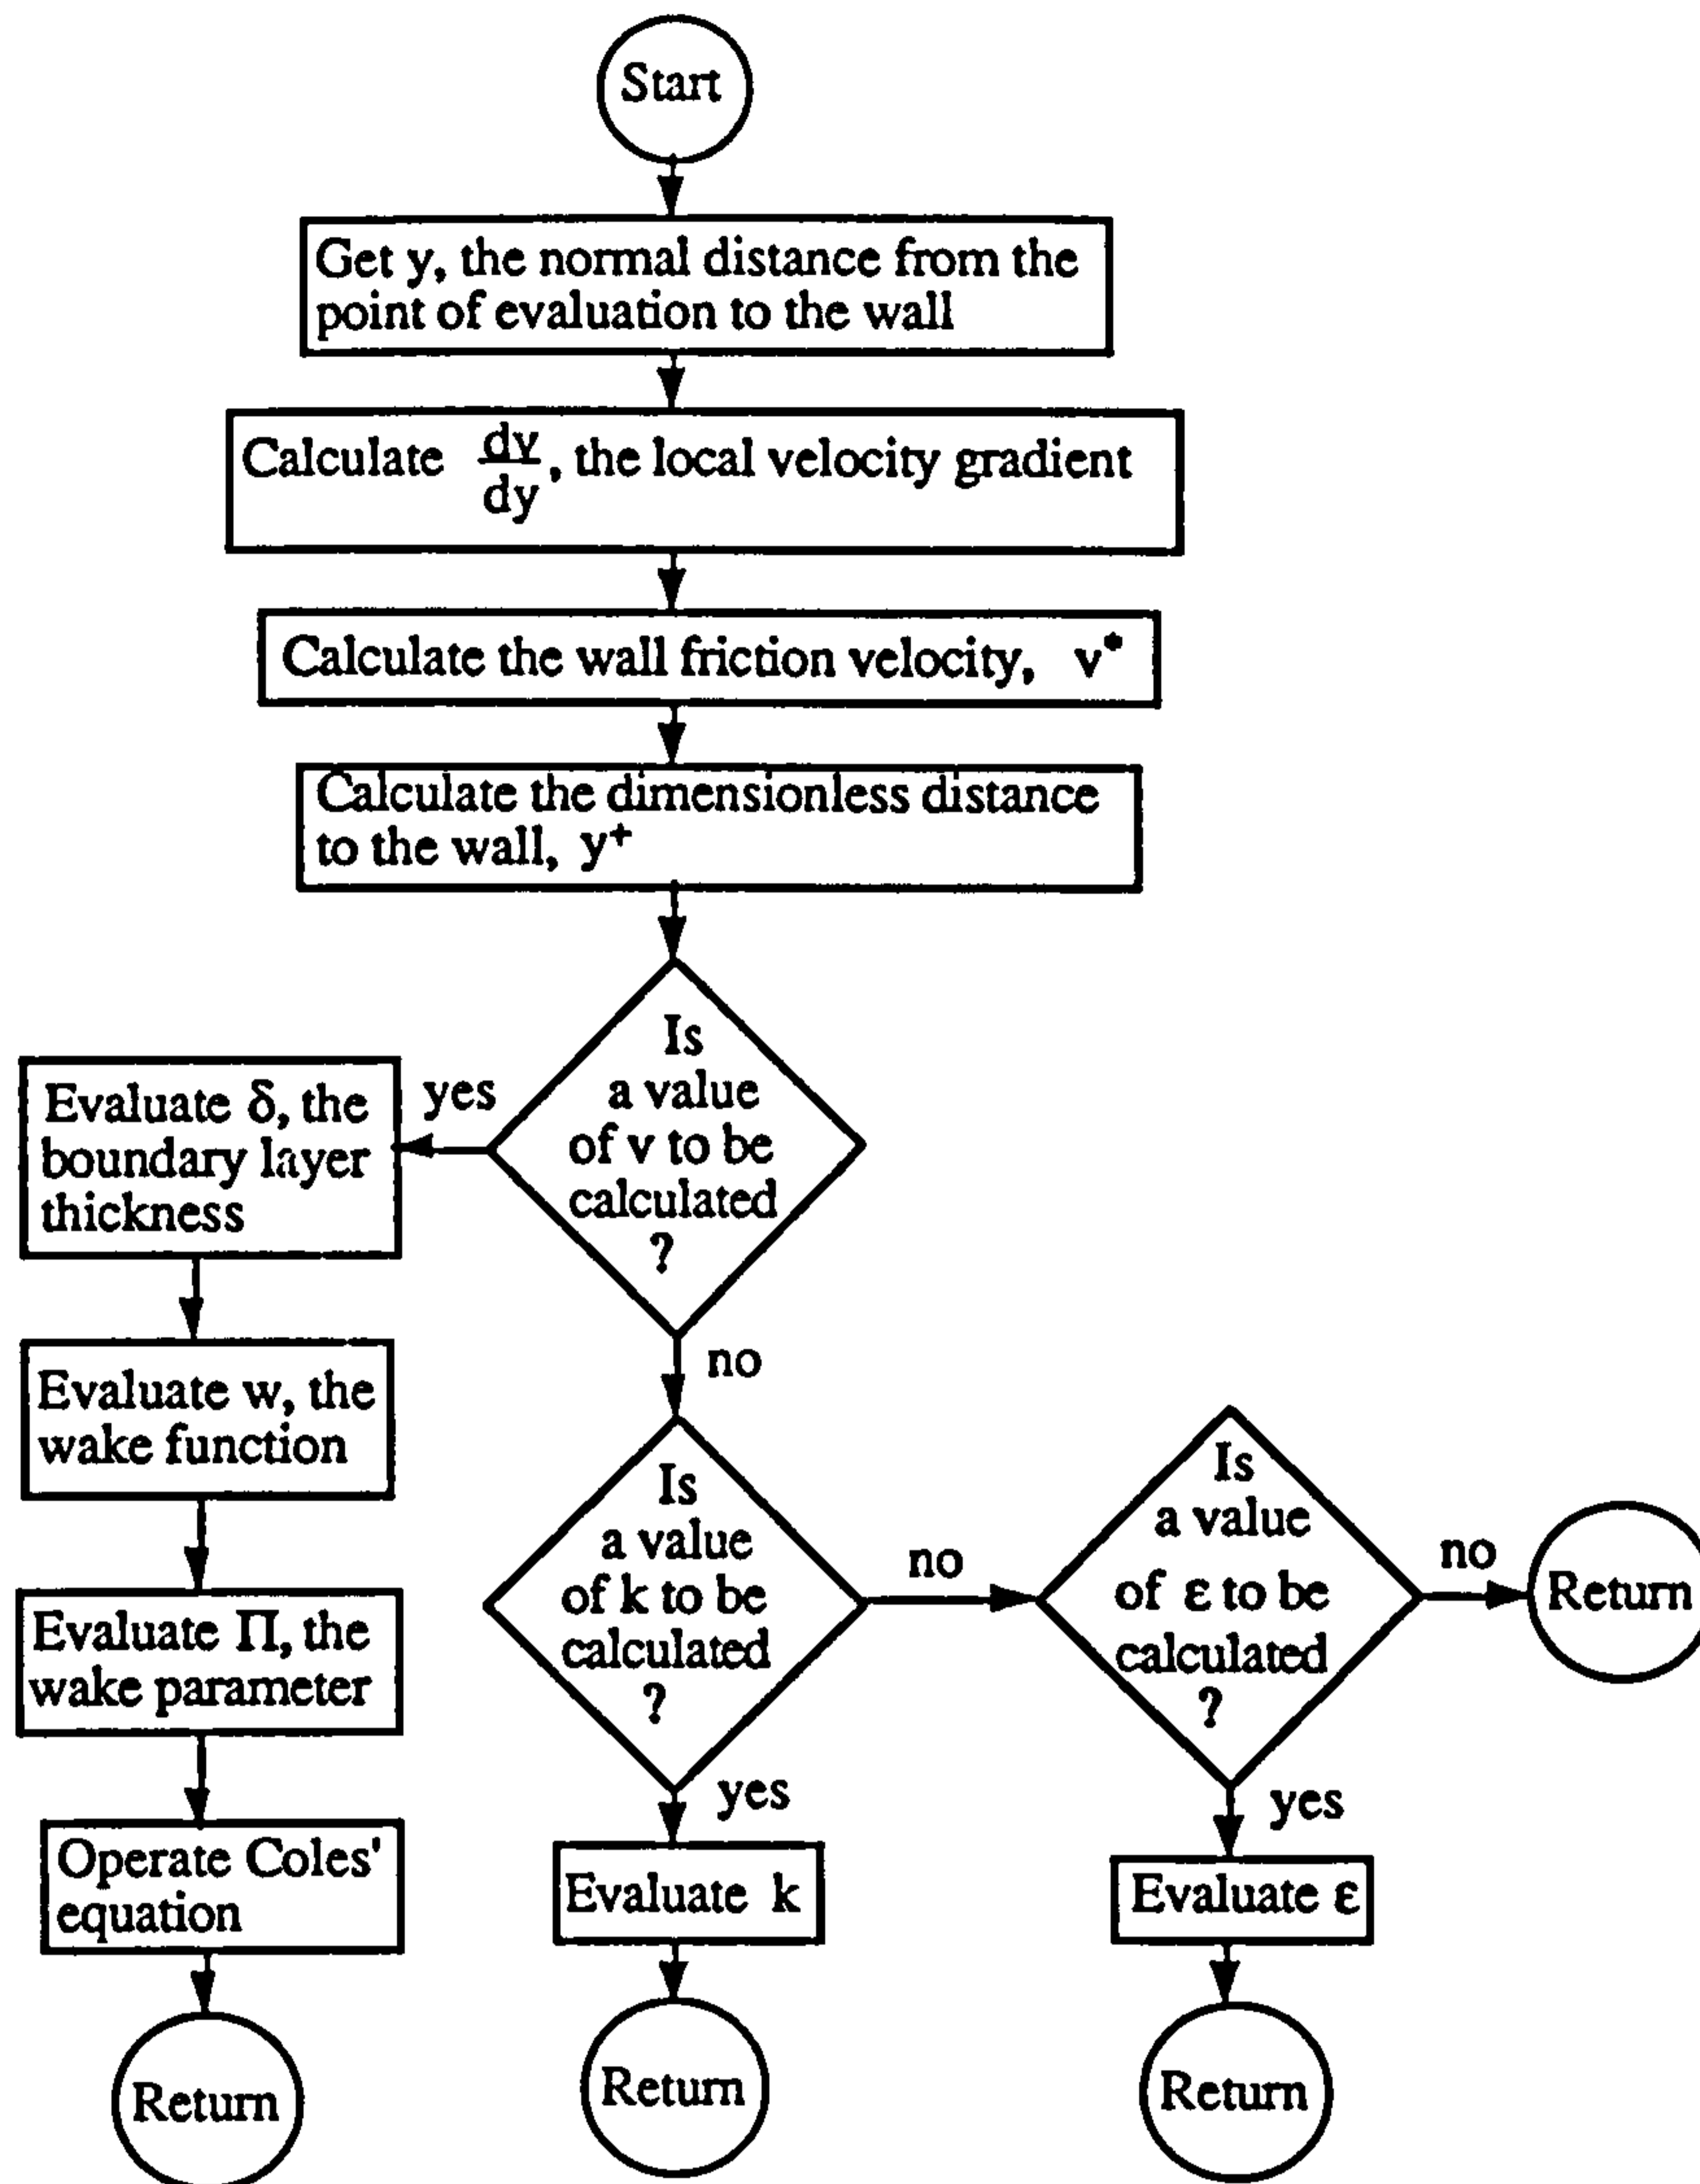 Start
Get y, the normal distance from the
point of evaluation to the wall
Calculate dv/dy, the local velocity gradient
Calculate the wall friction velocity, v*
Calculate the dimensionless distance
to the wall, y+
Is
a value
of v to be
calculated
?
yes
Evaluate δ, the
boundary layer
thickness
Evaluate w, the
wake function
Evaluate Π, the
wake parameter
Operate Coles'
equation
Return
no
Is
a value
of k to be
calculated
?
yes
Evaluate k
Return
no
Is
a value
of ε to be
calculated
?
yes
Evaluate ε
Return
no
Return